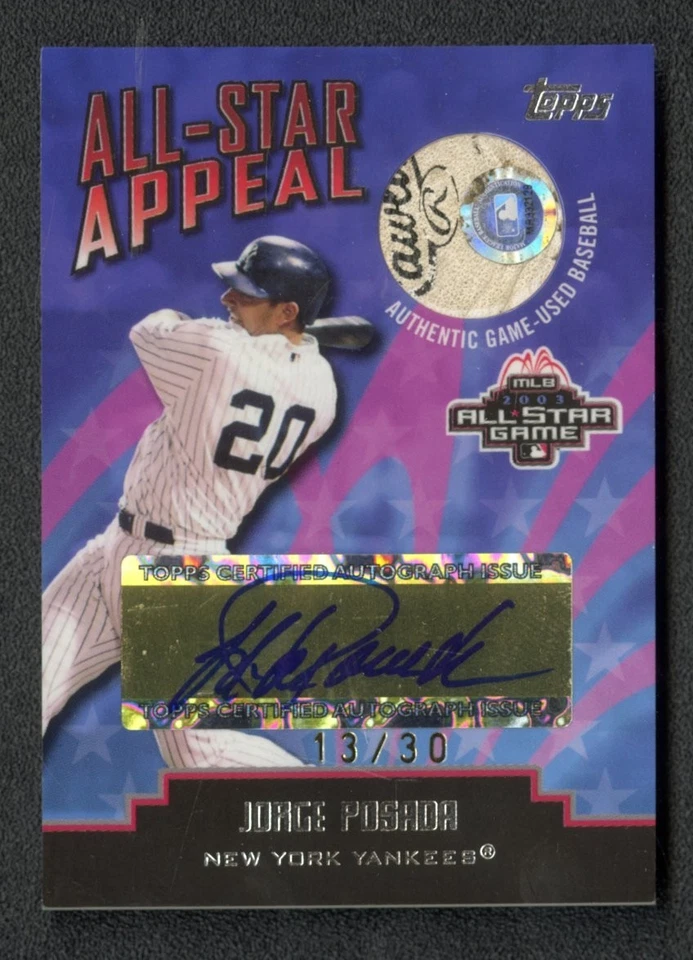 ALL-STAR
APPEAL
topps
R
AUTHENTIC GAME-USED BASEBALL
MLB
2003
ALL★STAR
GAME
20
TOPPS CERTIFIED AUTOGRAPH ISSUE
TOPPS CERTIFIED AUTOGRAPH ISSUE
13/30
JORGE POSADA
NEW YORK YANKEES®